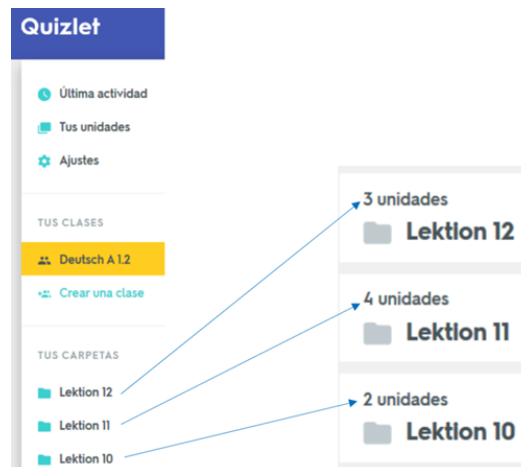 Quizlet
Última actividad
Tus unidades
Ajustes
TUS CLASES
Deutsch A 1.2
Crear una clase
TUS CARPETAS
Lektion 12
Lektion 11
Lektion 10
3 unidades
Lektion 12
4 unidades
Lektion 11
2 unidades
Lektion 10